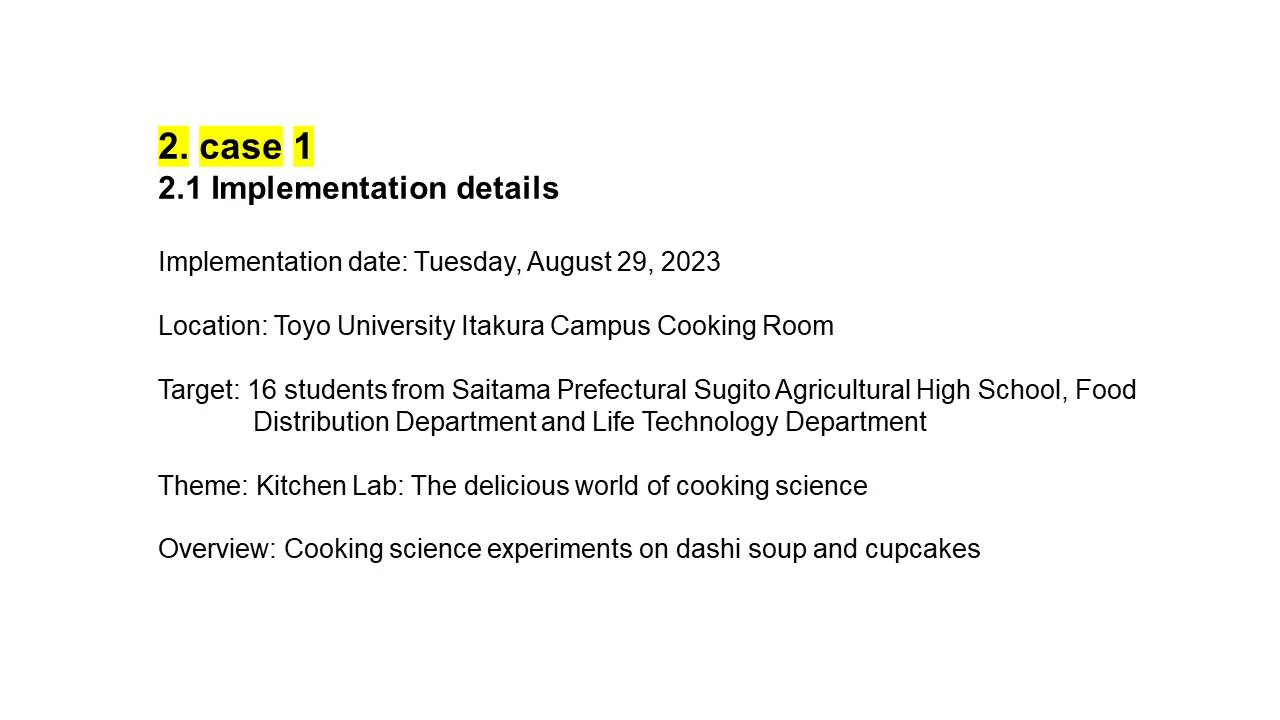 2. case 1
2.1 Implementation details
Implementation date: Tuesday, August 29, 2023
Location: Toyo University Itakura Campus Cooking Room
Target: 16 students from Saitama Prefectural Sugito Agricultural High School, Food
Distribution Department and Life Technology Department
Theme: Kitchen Lab: The delicious world of cooking science
Overview: Cooking science experiments on dashi soup and cupcakes